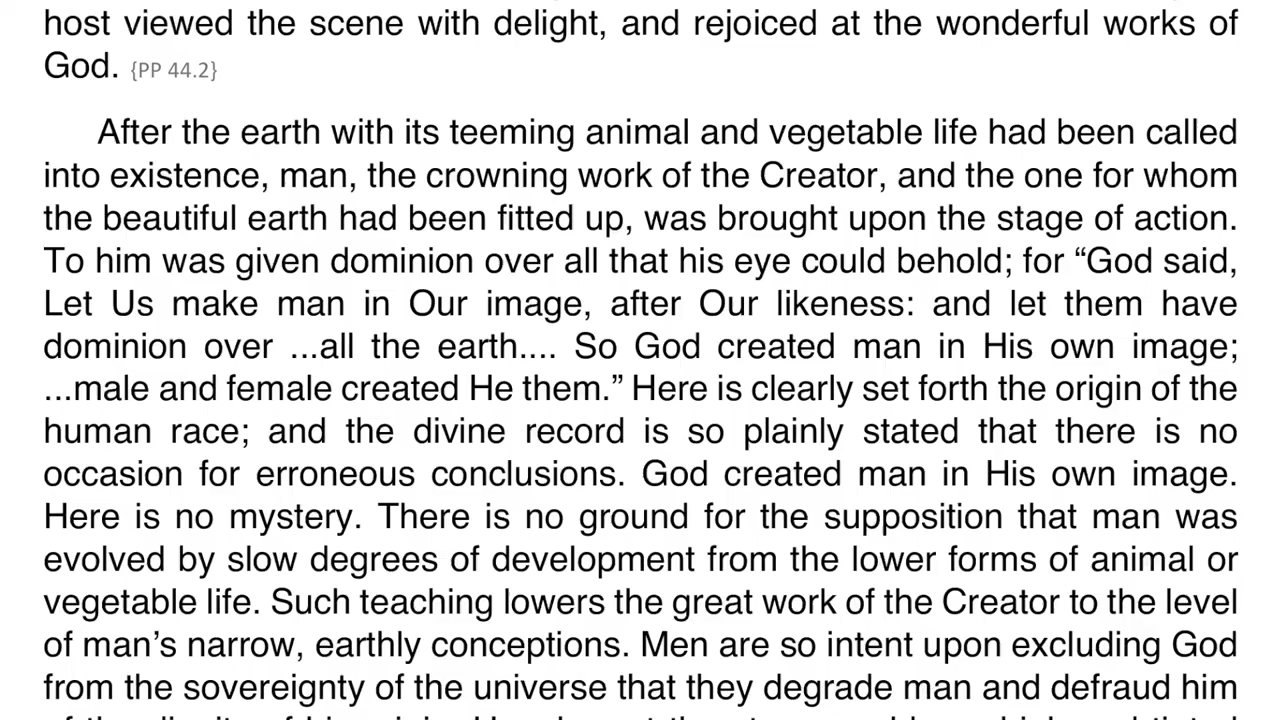 host viewed the scene with delight, and rejoiced at the wonderful works of
God. {PP 44.2}
After the earth with its teeming animal and vegetable life had been called
into existence, man, the crowning work of the Creator, and the one for whom
the beautiful earth had been fitted up, was brought upon the stage of action.
To him was given dominion over all that his eye could behold; for “God said,
Let Us make man in Our image, after Our likeness: and let them have
dominion over ...all the earth.... So God created man in His own image;
...male and female created He them.” Here is clearly set forth the origin of the
human race; and the divine record is so plainly stated that there is no
occasion for erroneous conclusions. God created man in His own image.
Here is no mystery. There is no ground for the supposition that man was
evolved by slow degrees of development from the lower forms of animal or
vegetable life. Such teaching lowers the great work of the Creator to the level
of man’s narrow, earthly conceptions. Men are so intent upon excluding God
from the sovereignty of the universe that they degrade man and defraud him